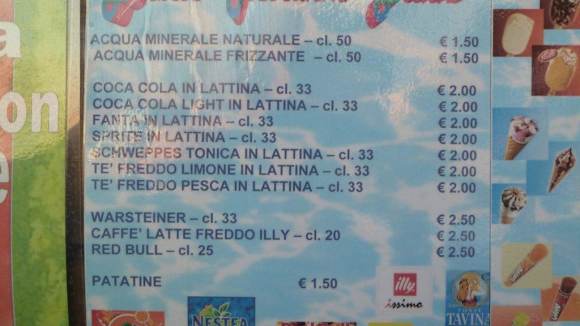 ACQUA MINERALE NATURALE – cl. 50 € 1.50
ACQUA MINERALE FRIZZANTE – cl. 50 € 1.50
COCA COLA IN LATTINA – cl. 33 € 2.00
COCA COLA LIGHT IN LATTINA – cl. 33 € 2.00
FANTA IN LATTINA – cl. 33 € 2.00
SPRITE IN LATTINA – cl. 33 € 2.00
SCHWEPPES TONICA IN LATTINA – cl. 33 € 2.00
TE' FREDDO LIMONE IN LATTINA – cl. 33 € 2.00
TE' FREDDO PESCA IN LATTINA – cl. 33 € 2.00
WARSTEINER – cl. 33 € 2.50
CAFFE' LATTE FREDDO ILLY – cl. 20 € 2.50
RED BULL – cl. 25 € 2.50
PATATINE € 1.50
illy
issimo
TAVINA
NESTEA